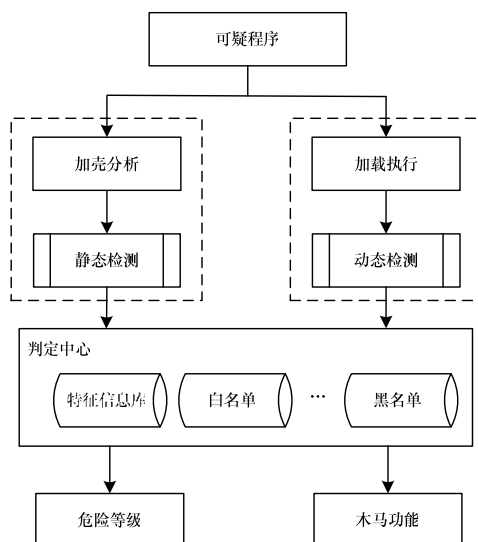 可疑程序
加壳分析
加载执行
静态检测
动态检测
判定中心
特征信息库
白名单
...
黑名单
危险等级
木马功能